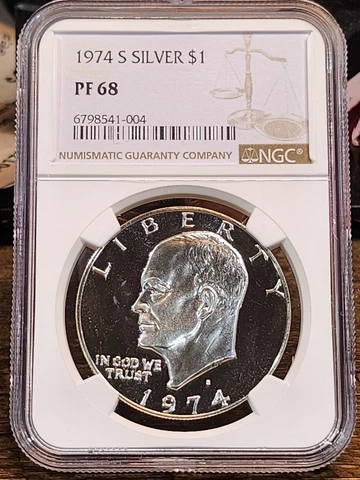 1974 S SILVER $1
PF 68
6798541-004
NUMISMATIC GUARANTY COMPANY NGC®
LIBERTY
IN GOD WE
TRUST
S
1974